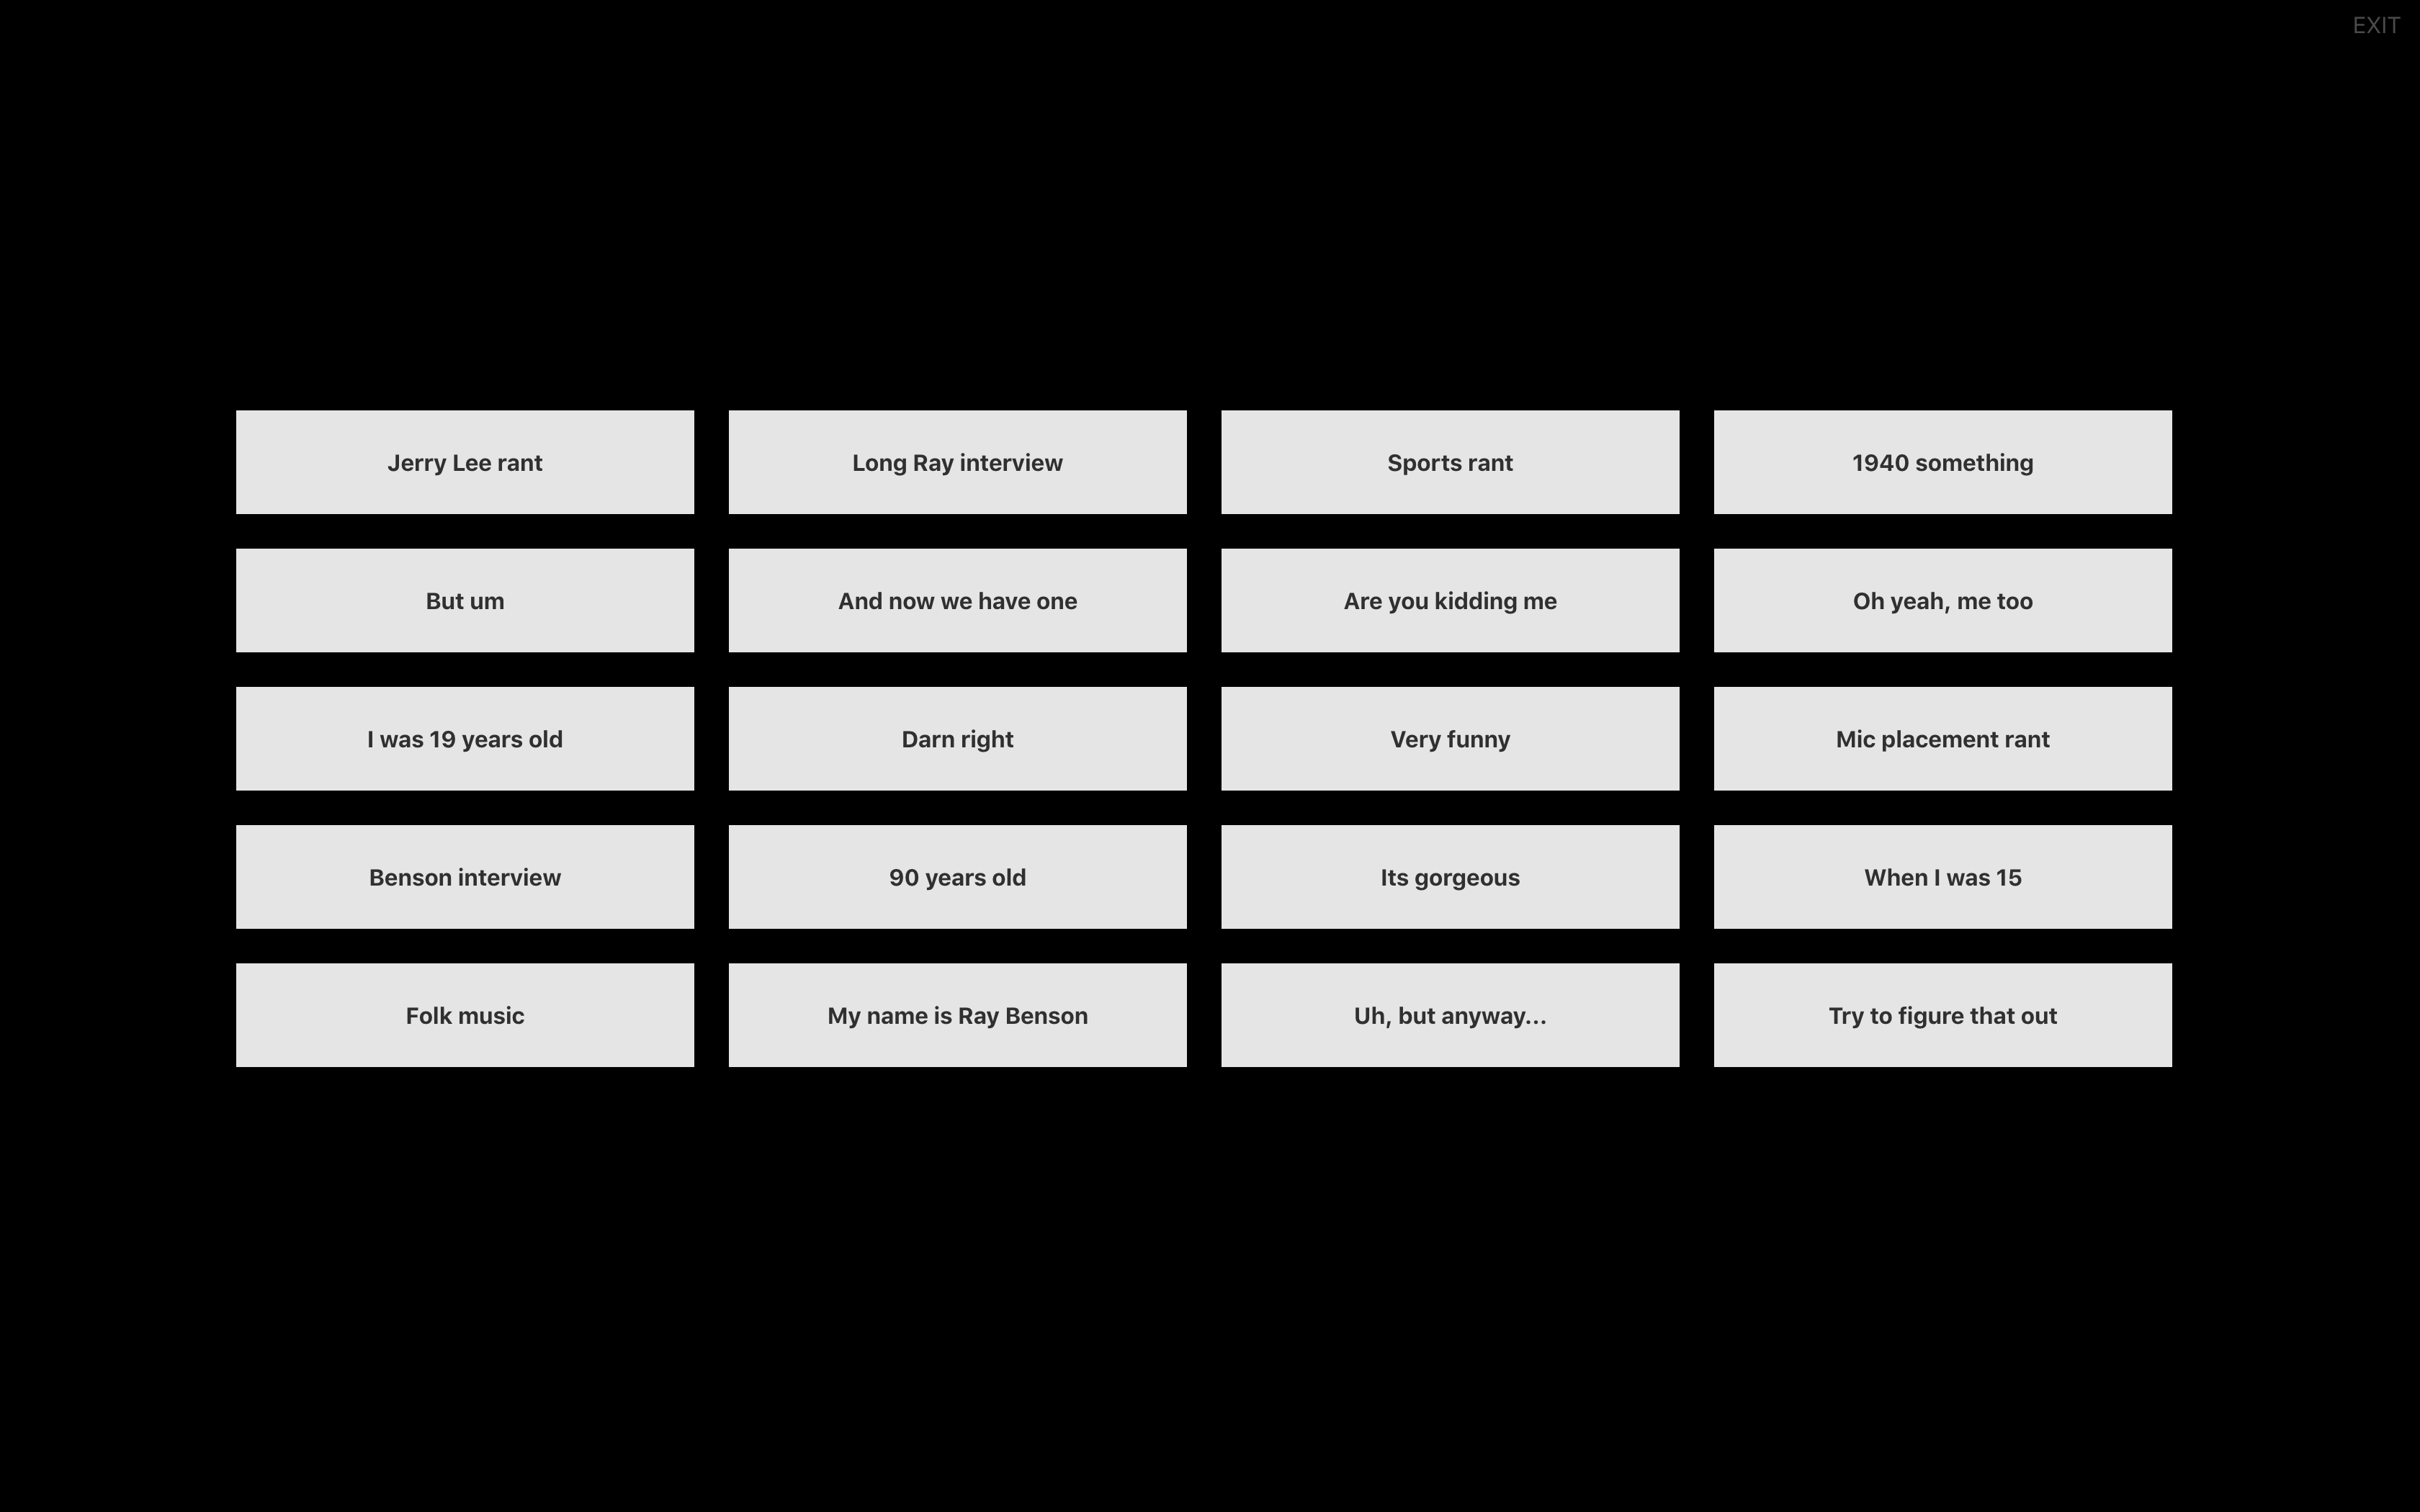 EXIT
Jerry Lee rant
Long Ray interview
Sports rant
1940 something
But um
And now we have one
Are you kidding me
Oh yeah, me too
I was 19 years old
Darn right
Very funny
Mic placement rant
Benson interview
90 years old
Its gorgeous
When I was 15
Folk music
My name is Ray Benson
Uh, but anyway...
Try to figure that out